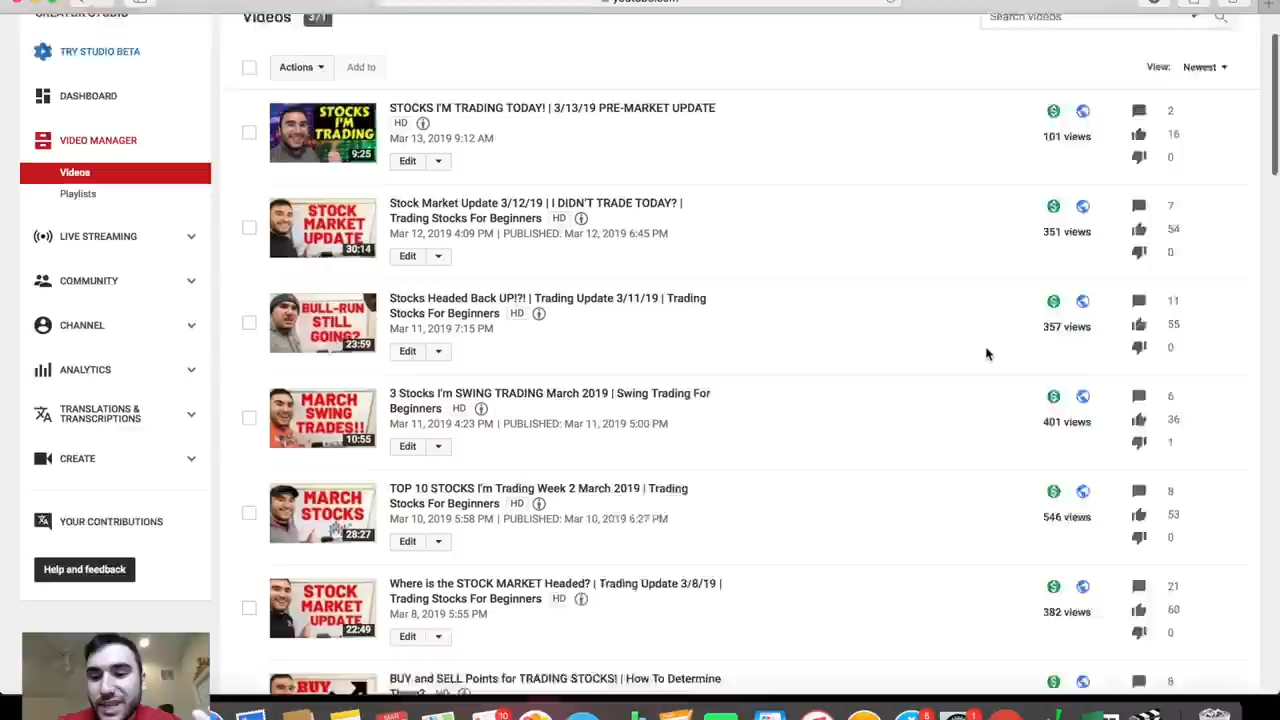 CREATOR STUDIO
youtube.com
Videos 371
Search videos
TRY STUDIO BETA
Actions
Add to
View: Newest
DASHBOARD
VIDEO MANAGER
Videos
Playlists
LIVE STREAMING
COMMUNITY
CHANNEL
ANALYTICS
TRANSLATIONS &
TRANSCRIPTIONS
CREATE
YOUR CONTRIBUTIONS
Help and feedback
STOCKS
I'M
TRADING
9:25
STOCKS I'M TRADING TODAY! | 3/13/19 PRE-MARKET UPDATE
HD
Mar 13, 2019 9:12 AM
Edit
101 views
2
16
0
STOCK
MARKET
UPDATE
30:14
Stock Market Update 3/12/19 | I DIDN'T TRADE TODAY? |
Trading Stocks For Beginners HD
Mar 12, 2019 4:09 PM | PUBLISHED: Mar 12, 2019 6:45 PM
Edit
351 views
7
54
0
BULL-RUN
STILL
GOING?
23:59
Stocks Headed Back UP!?! | Trading Update 3/11/19 | Trading
Stocks For Beginners HD
Mar 11, 2019 7:15 PM
Edit
357 views
11
55
0
MARCH
SWING
TRADES!!
10:55
3 Stocks I'm SWING TRADING March 2019 | Swing Trading For
Beginners HD
Mar 11, 2019 4:23 PM | PUBLISHED: Mar 11, 2019 5:00 PM
Edit
401 views
6
36
1
MARCH
STOCKS
28:27
TOP 10 STOCKS I'm Trading Week 2 March 2019 | Trading
Stocks For Beginners HD
Mar 10, 2019 5:58 PM | PUBLISHED: Mar 10, 2019 6:27 PM
Edit
546 views
8
53
0
STOCK
MARKET
UPDATE
22:49
Where is the STOCK MARKET Headed? | Trading Update 3/8/19 |
Trading Stocks For Beginners HD
Mar 8, 2019 5:55 PM
Edit
382 views
21
60
0
BUY
BUY and SELL Points for TRADING STOCKS! | How To Determine
8
MAR
10
6
1